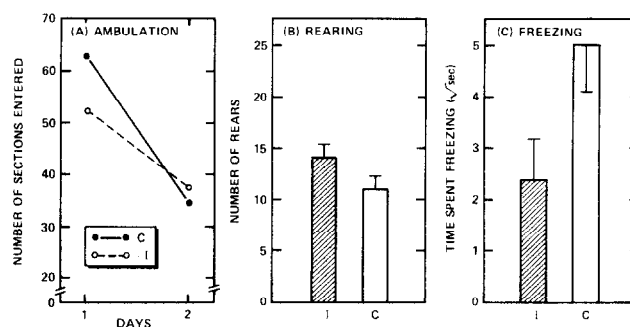 (A) AMBULATION
NUMBER OF SECTIONS ENTERED
70
60
50
40
30
20
0
C
I
1 2
DAYS
(B) REARING
NUMBER OF REARS
25
20
15
10
5
0
I C
(C) FREEZING
TIME SPENT FREEZING (√sec)
5
4
3
2
1
0
I C